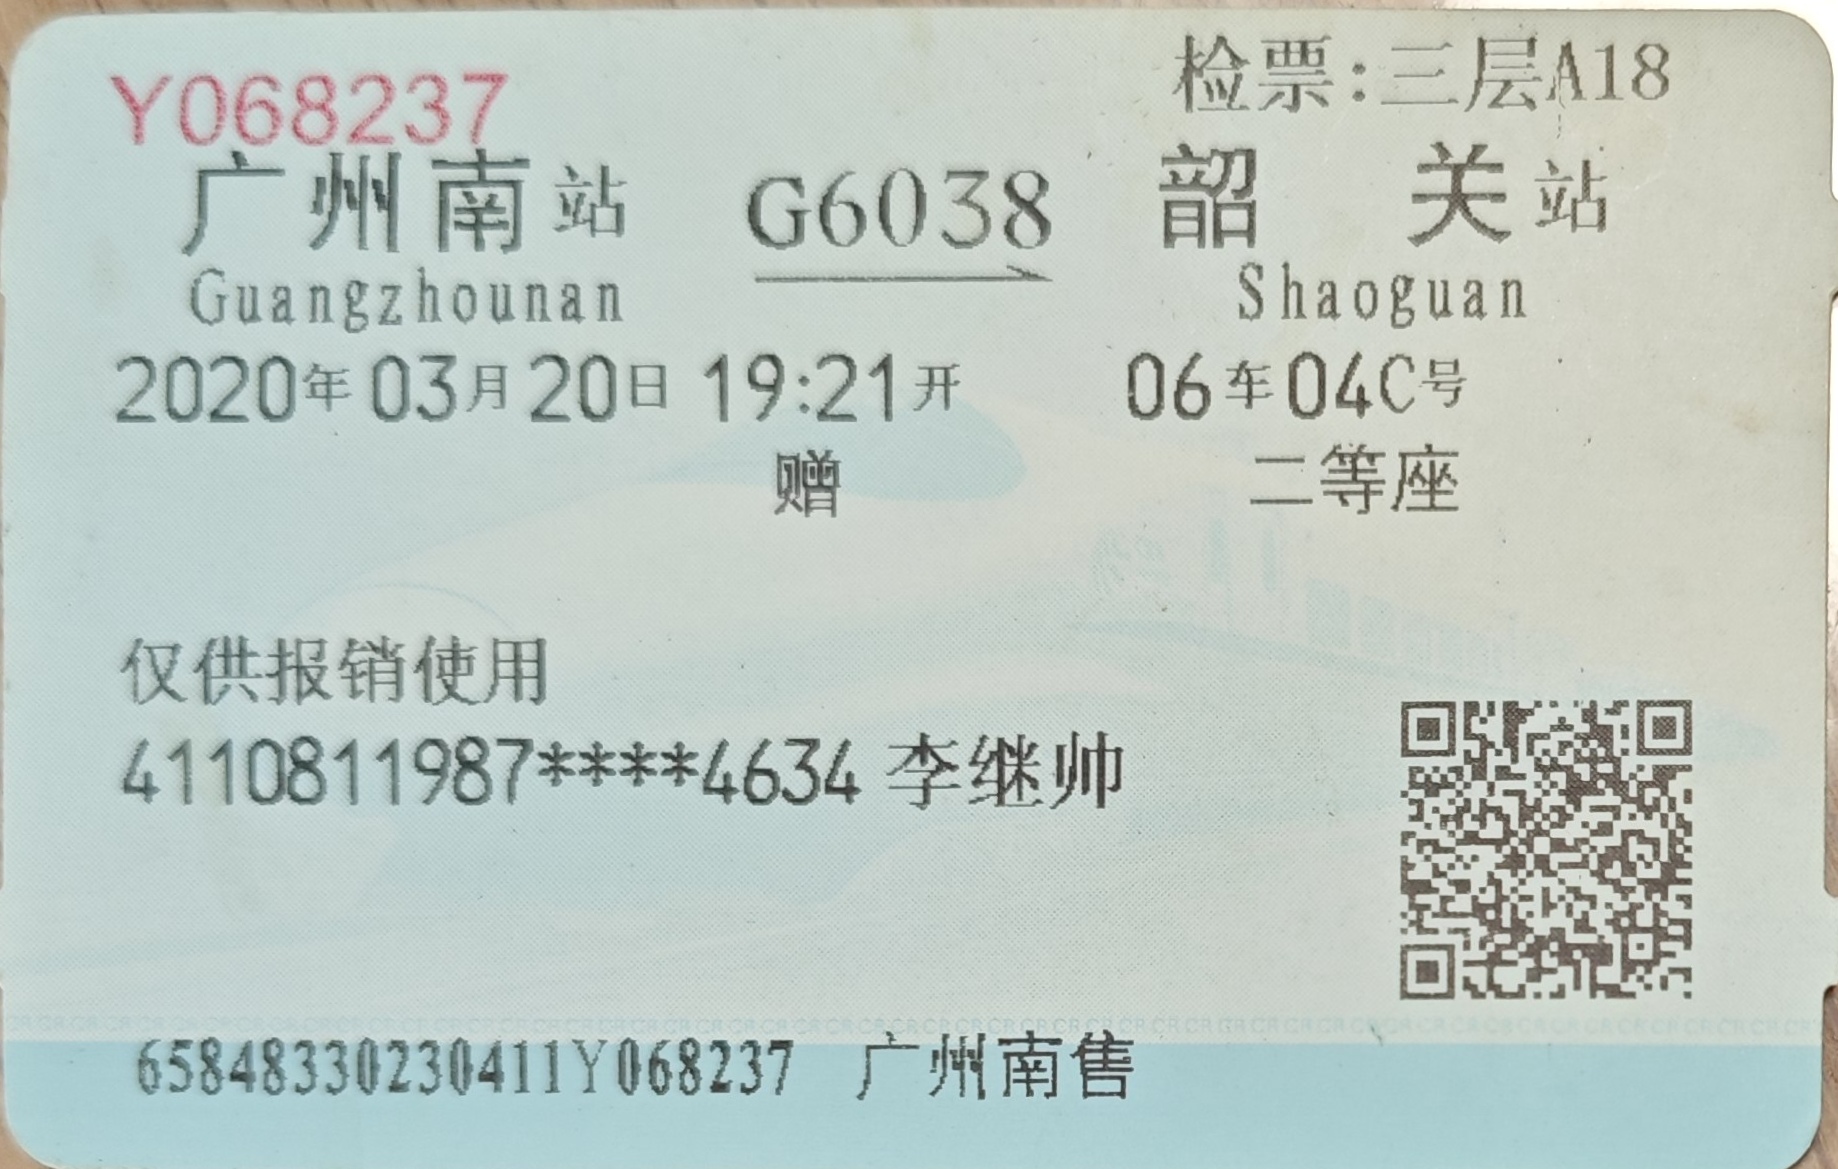 Y068237
检票:三层A18
广州南站 G6038 韶关站
Guangzhounan Shaoguan
2020年03月20日 19:21开 06车04C号
赠 二等座
仅供报销使用
4110811987****4634 李继帅
65848330230411Y068237 广州南售